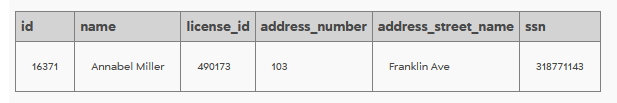 id name license_id address_number address_street_name ssn
16371 Annabel Miller 490173 103 Franklin Ave 318771143